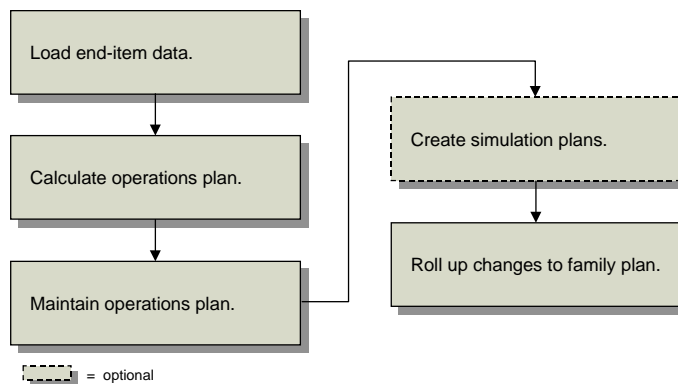 Load end-item data.
Calculate operations plan.
Maintain operations plan.
Create simulation plans.
Roll up changes to family plan.
= optional